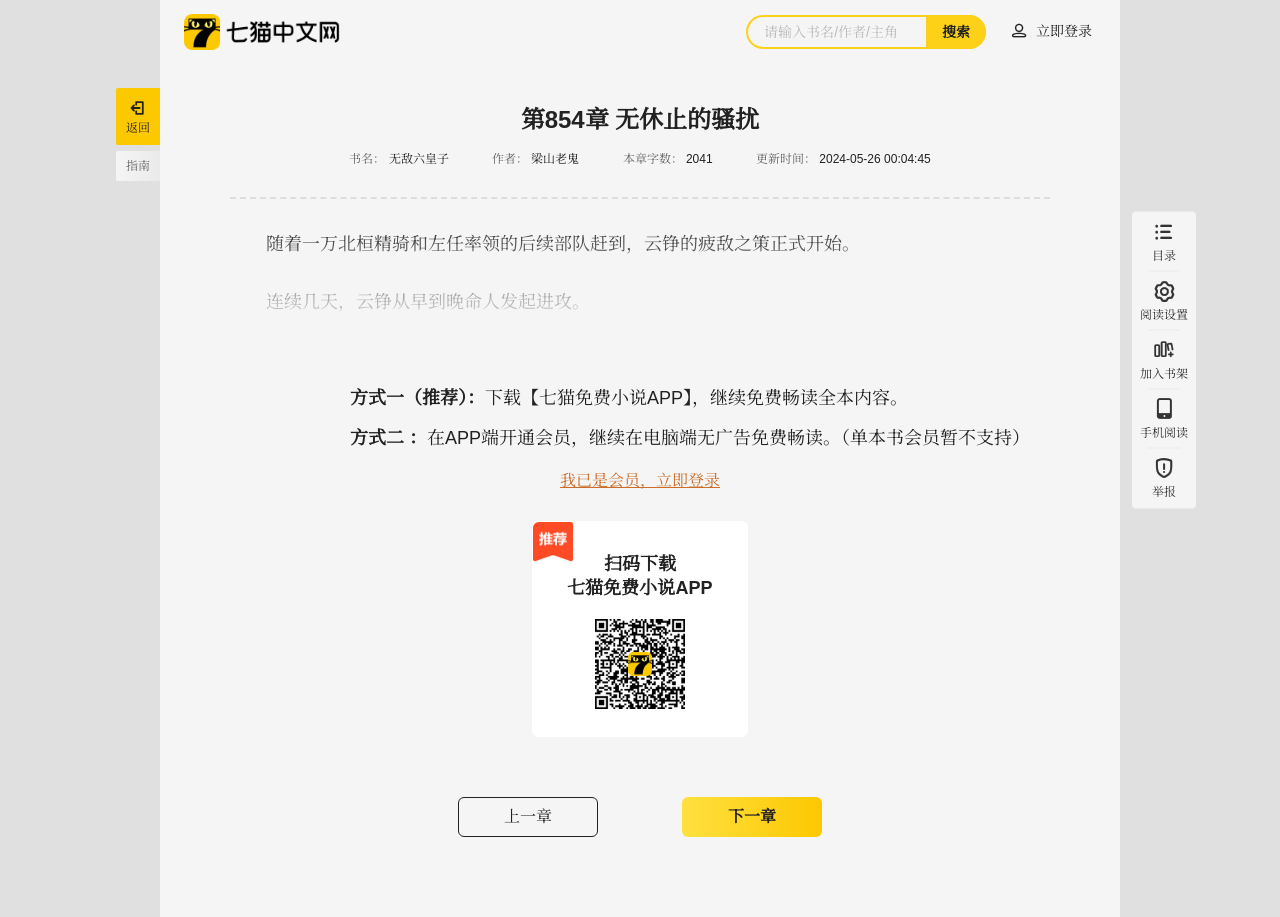 七猫中文网
请输入书名/作者/主角
搜索
立即登录
返回
指南
第854章 无休止的骚扰
书名： 无敌六皇子 作者： 梁山老鬼 本章字数： 2041 更新时间： 2024-05-26 00:04:45
随着一万北桓精骑和左任率领的后续部队赶到，云铮的疲敌之策正式开始。
连续几天，云铮从早到晚命人发起进攻。
方式一（推荐）：下载【七猫免费小说APP】，继续免费畅读全本内容。
方式二 ：在APP端开通会员，继续在电脑端无广告免费畅读。（单本书会员暂不支持）
我已是会员，立即登录
推荐
扫码下载
七猫免费小说APP
上一章
下一章
目录
阅读设置
加入书架
手机阅读
举报